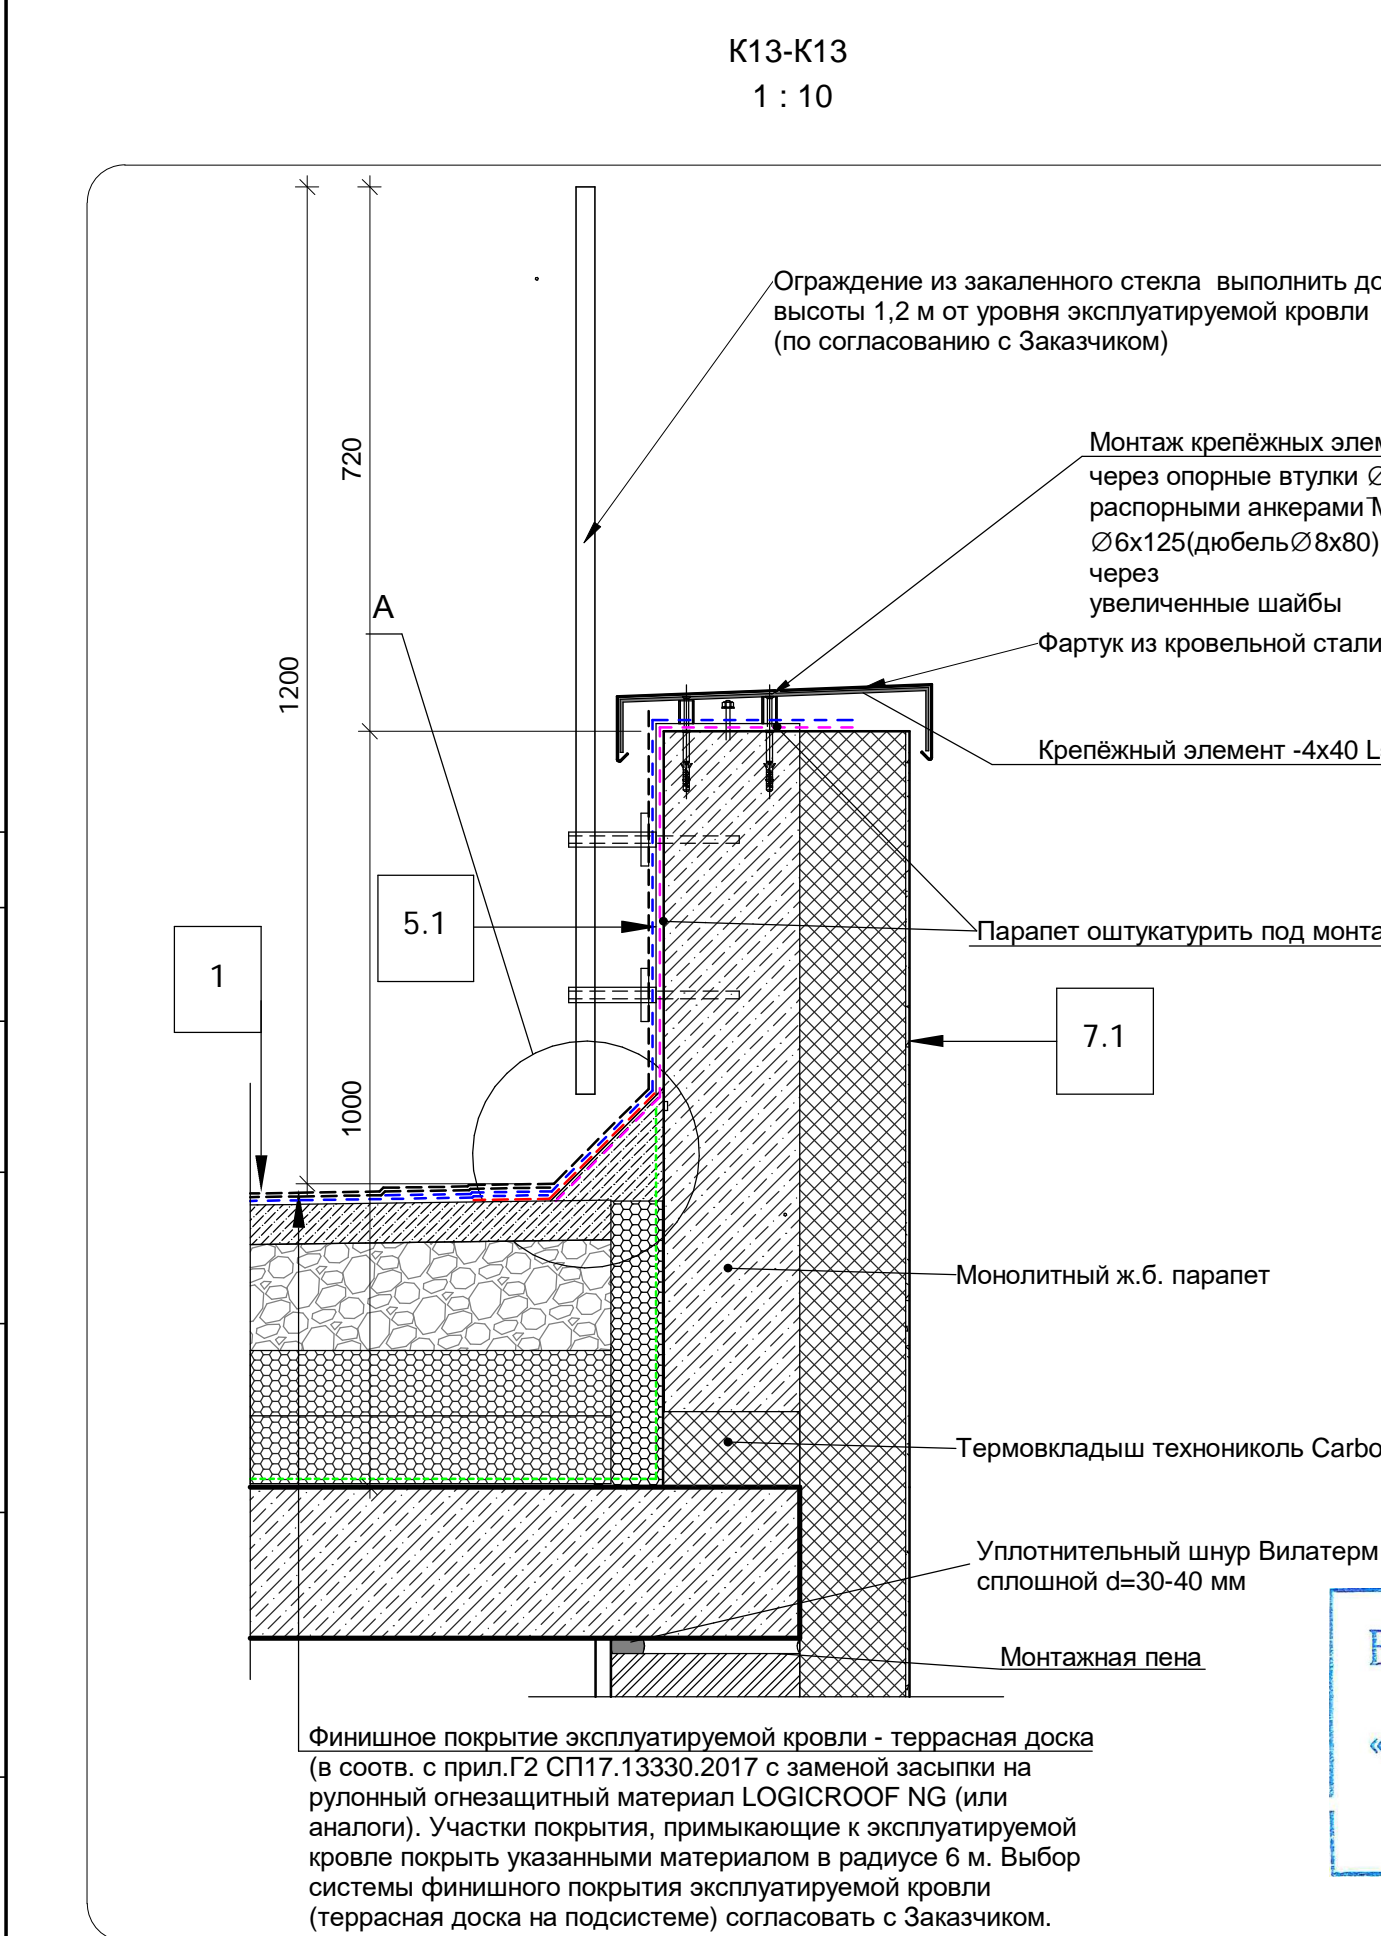 К13-К13
1 : 10
Ограждение из закаленного стекла выполнить до
высоты 1,2 м от уровня эксплуатируемой кровли
(по согласованию с Заказчиком)
720
1200
А
Монтаж крепёжных
через опорные втулки ∅
распорными анкерами
∅6х125(дюбель∅8х80)
через
увеличенные шайбы
Фартук из кровельной стали
Крепёжный элемент -4х40 L
5.1
Парапет оштукатурить под
1
7.1
1000
Монолитный ж.б. парапет
Термовкладыш технониколь Carbo
Уплотнительный шнур Вилатерм
сплошной d=30-40 мм
Монтажная пена
Финишное покрытие эксплуатируемой кровли - террасная доска
(в соотв. с прил.Г2 СП17.13330.2017 с заменой засыпки на
рулонный огнезащитный материал LOGICROOF NG (или
аналоги). Участки покрытия, примыкающие к эксплуатируемой
кровле покрыть указанными материалом в радиусе 6 м. Выбор
системы финишного покрытия эксплуатируемой кровли
(террасная доска на подсистеме) согласовать с Заказчиком.